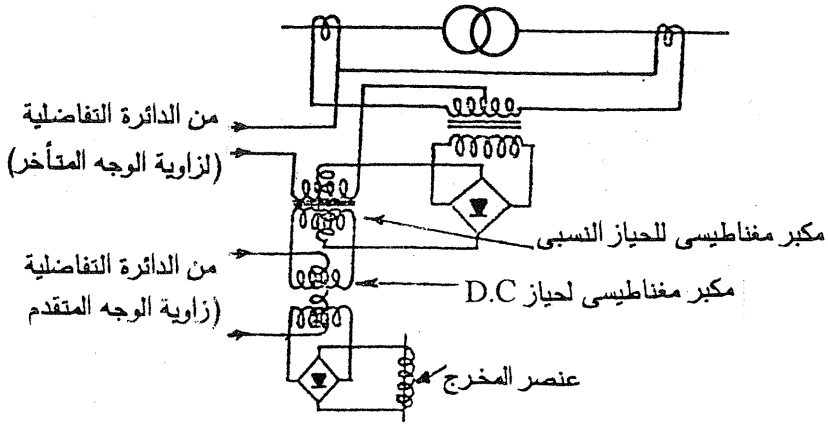 من الدائرة التفاضلية
(لزاوية الوجه المتأخر)
مكبر مغناطيسى للحياز النسبى
من الدائرة التفاضلية
(زاوية الوجه المتقدم
مكبر مغناطيسى لحياز D.C
عنصر المخرج